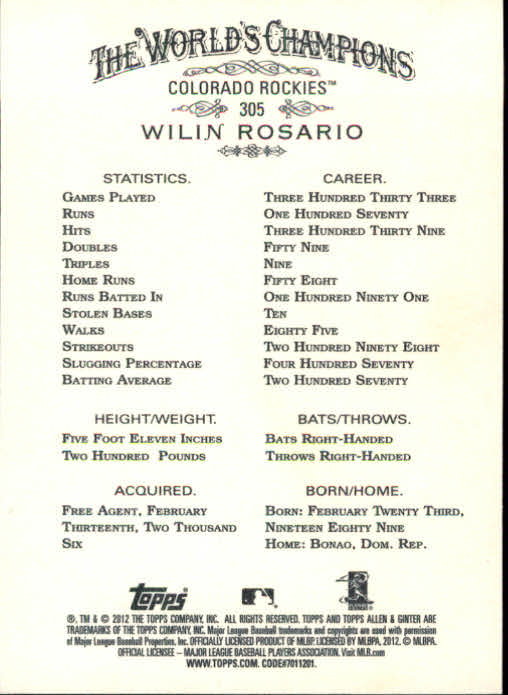 THE WORLD'S CHAMPIONS
COLORADO ROCKIES™
305
WILIN ROSARIO
STATISTICS. CAREER.
GAMES PLAYED THREE HUNDRED THIRTY THREE
RUNS ONE HUNDRED SEVENTY
HITS THREE HUNDRED THIRTY NINE
DOUBLES FIFTY NINE
TRIPLES NINE
HOME RUNS FIFTY EIGHT
RUNS BATTED IN ONE HUNDRED NINETY ONE
STOLEN BASES TEN
WALKS EIGHTY FIVE
STRIKEOUTS TWO HUNDRED NINETY EIGHT
SLUGGING PERCENTAGE FOUR HUNDRED SEVENTY
BATTING AVERAGE TWO HUNDRED SEVENTY
HEIGHT/WEIGHT. BATS/THROWS.
FIVE FOOT ELEVEN INCHES BATS RIGHT-HANDED
TWO HUNDRED POUNDS THROWS RIGHT-HANDED
ACQUIRED. BORN/HOME.
FREE AGENT, FEBRUARY BORN: FEBRUARY TWENTY THIRD,
THIRTEENTH, TWO THOUSAND NINETEEN EIGHTY NINE
SIX HOME: BONAO, DOM. REP.
topps
®, TM & © 2012 THE TOPPS COMPANY, INC. ALL RIGHTS RESERVED. TOPPS AND TOPPS ALLEN & GINTER ARE
TRADEMARKS OF THE TOPPS COMPANY, INC. Major League Baseball trademarks and copyrights are used with permission
of Major League Baseball Properties, Inc. OFFICIALLY LICENSED PRODUCT OF MLBP LICENSED BY MLBPA, 2012. © MLBPA.
OFFICIAL LICENSEE – MAJOR LEAGUE BASEBALL PLAYERS ASSOCIATION. Visit MLB.com
WWW.TOPPS.COM. CODE#7011201.